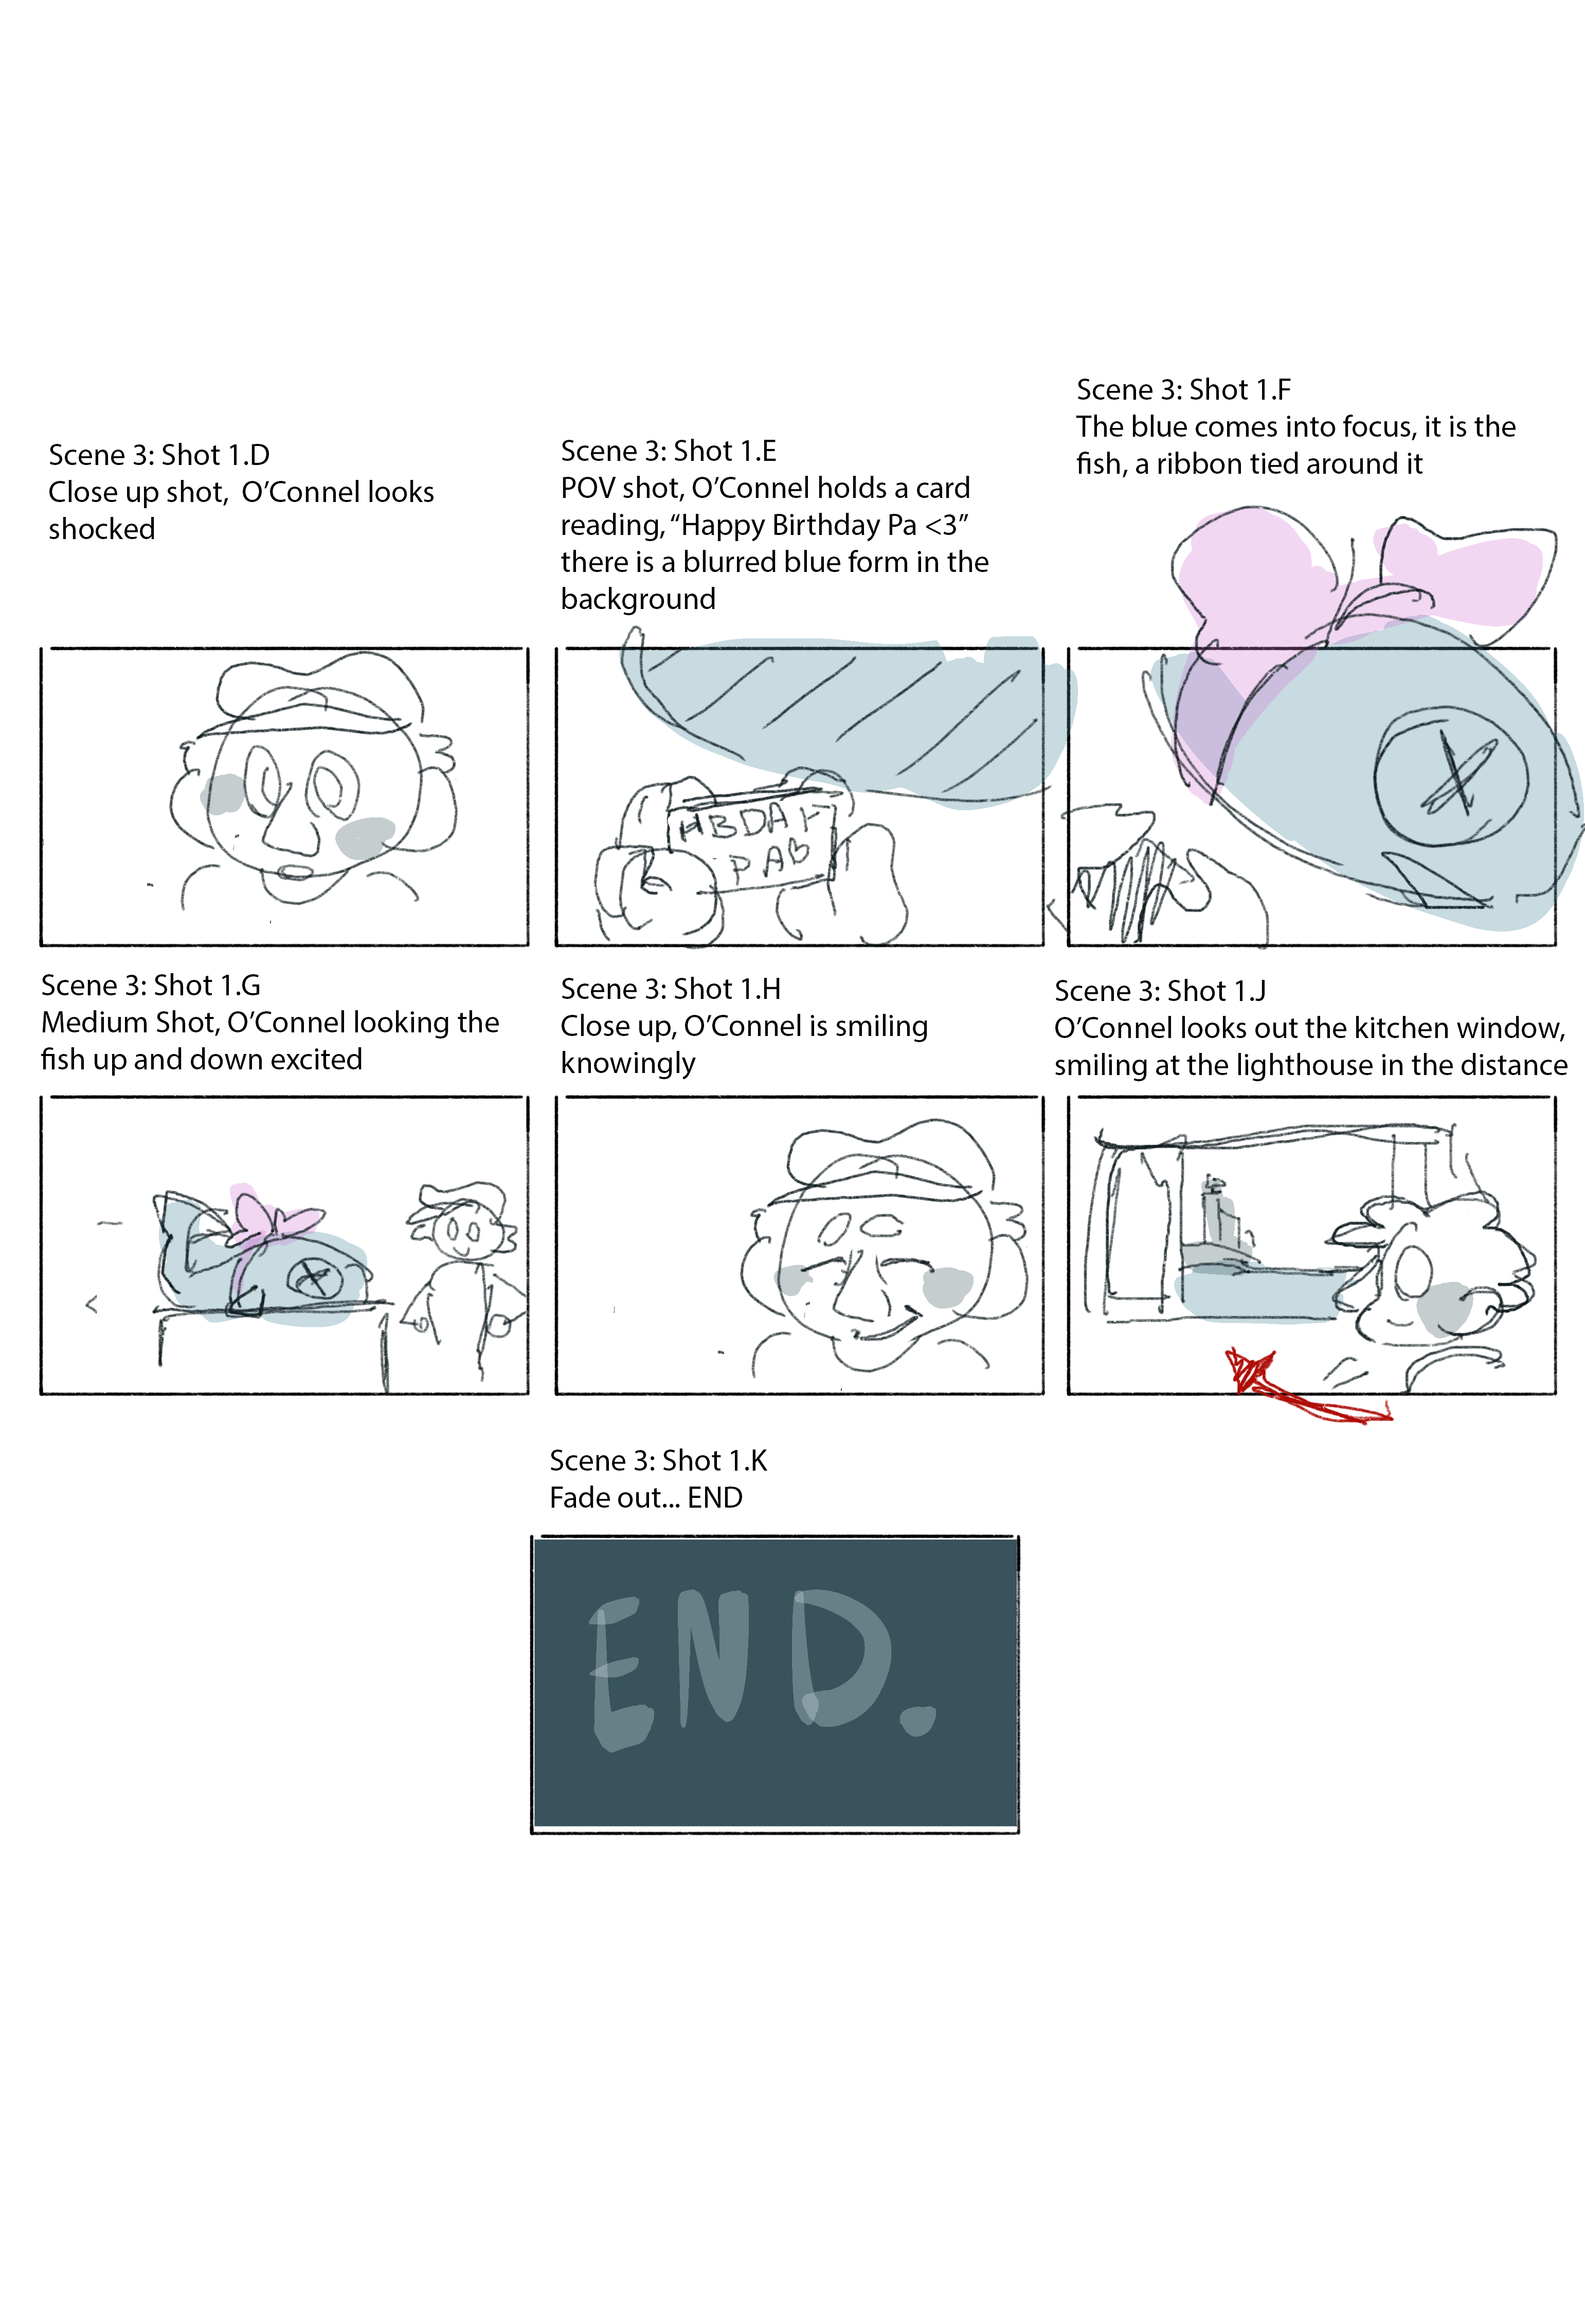 Scene 3: Shot 1.D
Close up shot, O’Connel looks
shocked
Scene 3: Shot 1.E
POV shot, O’Connel holds a card
reading, “Happy Birthday Pa <3”
there is a blurred blue form in the
background
Scene 3: Shot 1.F
The blue comes into focus, it is the
fish, a ribbon tied around it
HBDAY
PA
Scene 3: Shot 1.G
Medium Shot, O’Connel looking the
fish up and down excited
Scene 3: Shot 1.H
Close up, O’Connel is smiling
knowingly
Scene 3: Shot 1.J
O’Connel looks out the kitchen window,
smiling at the lighthouse in the distance
Scene 3: Shot 1.K
Fade out... END
END.